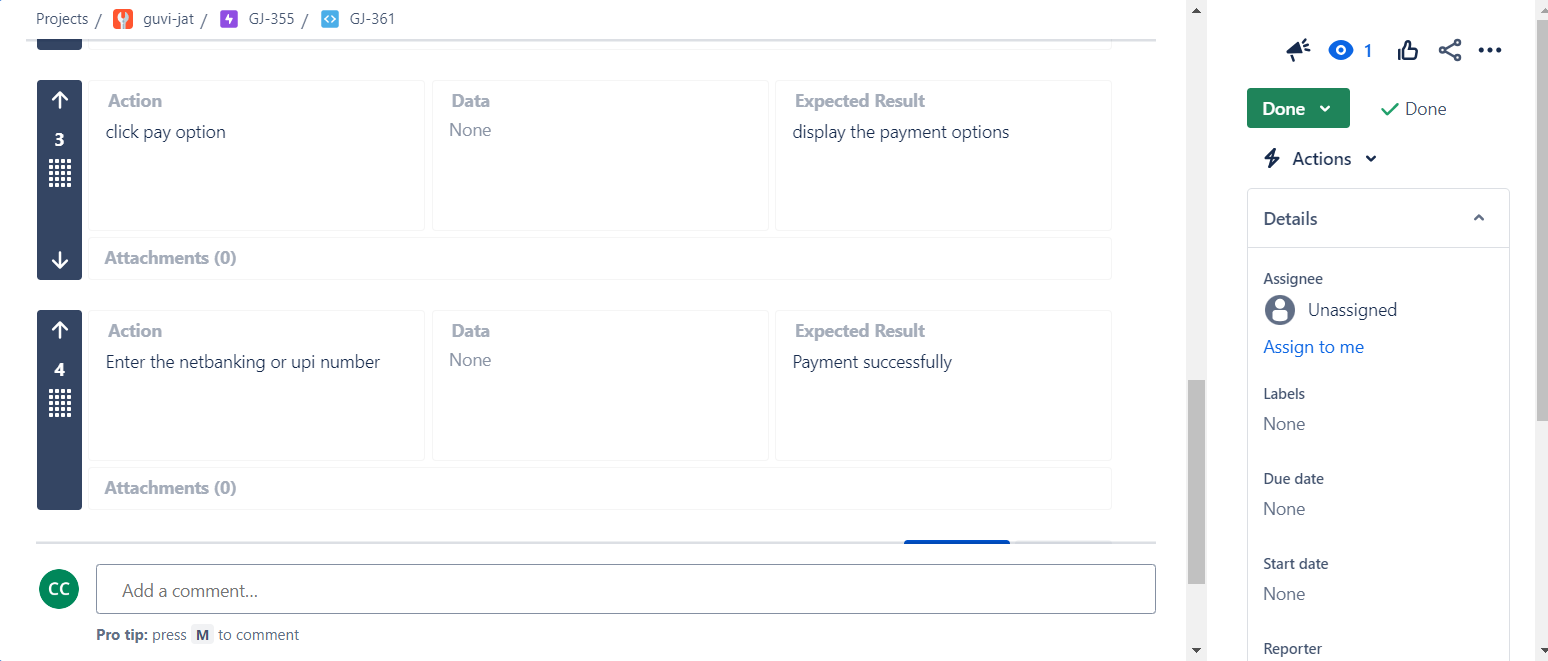 Projects / guvi-jat / GJ-355 / GJ-361
3
Action
click pay option
Data
None
Expected Result
display the payment options
Attachments (0)
4
Action
Enter the netbanking or upi number
Data
None
Expected Result
Payment successfully
Attachments (0)
CC
Add a comment...
Pro tip: press M to comment
1
Done
Done
Actions
Details
Assignee
Unassigned
Assign to me
Labels
None
Due date
None
Start date
None
Reporter